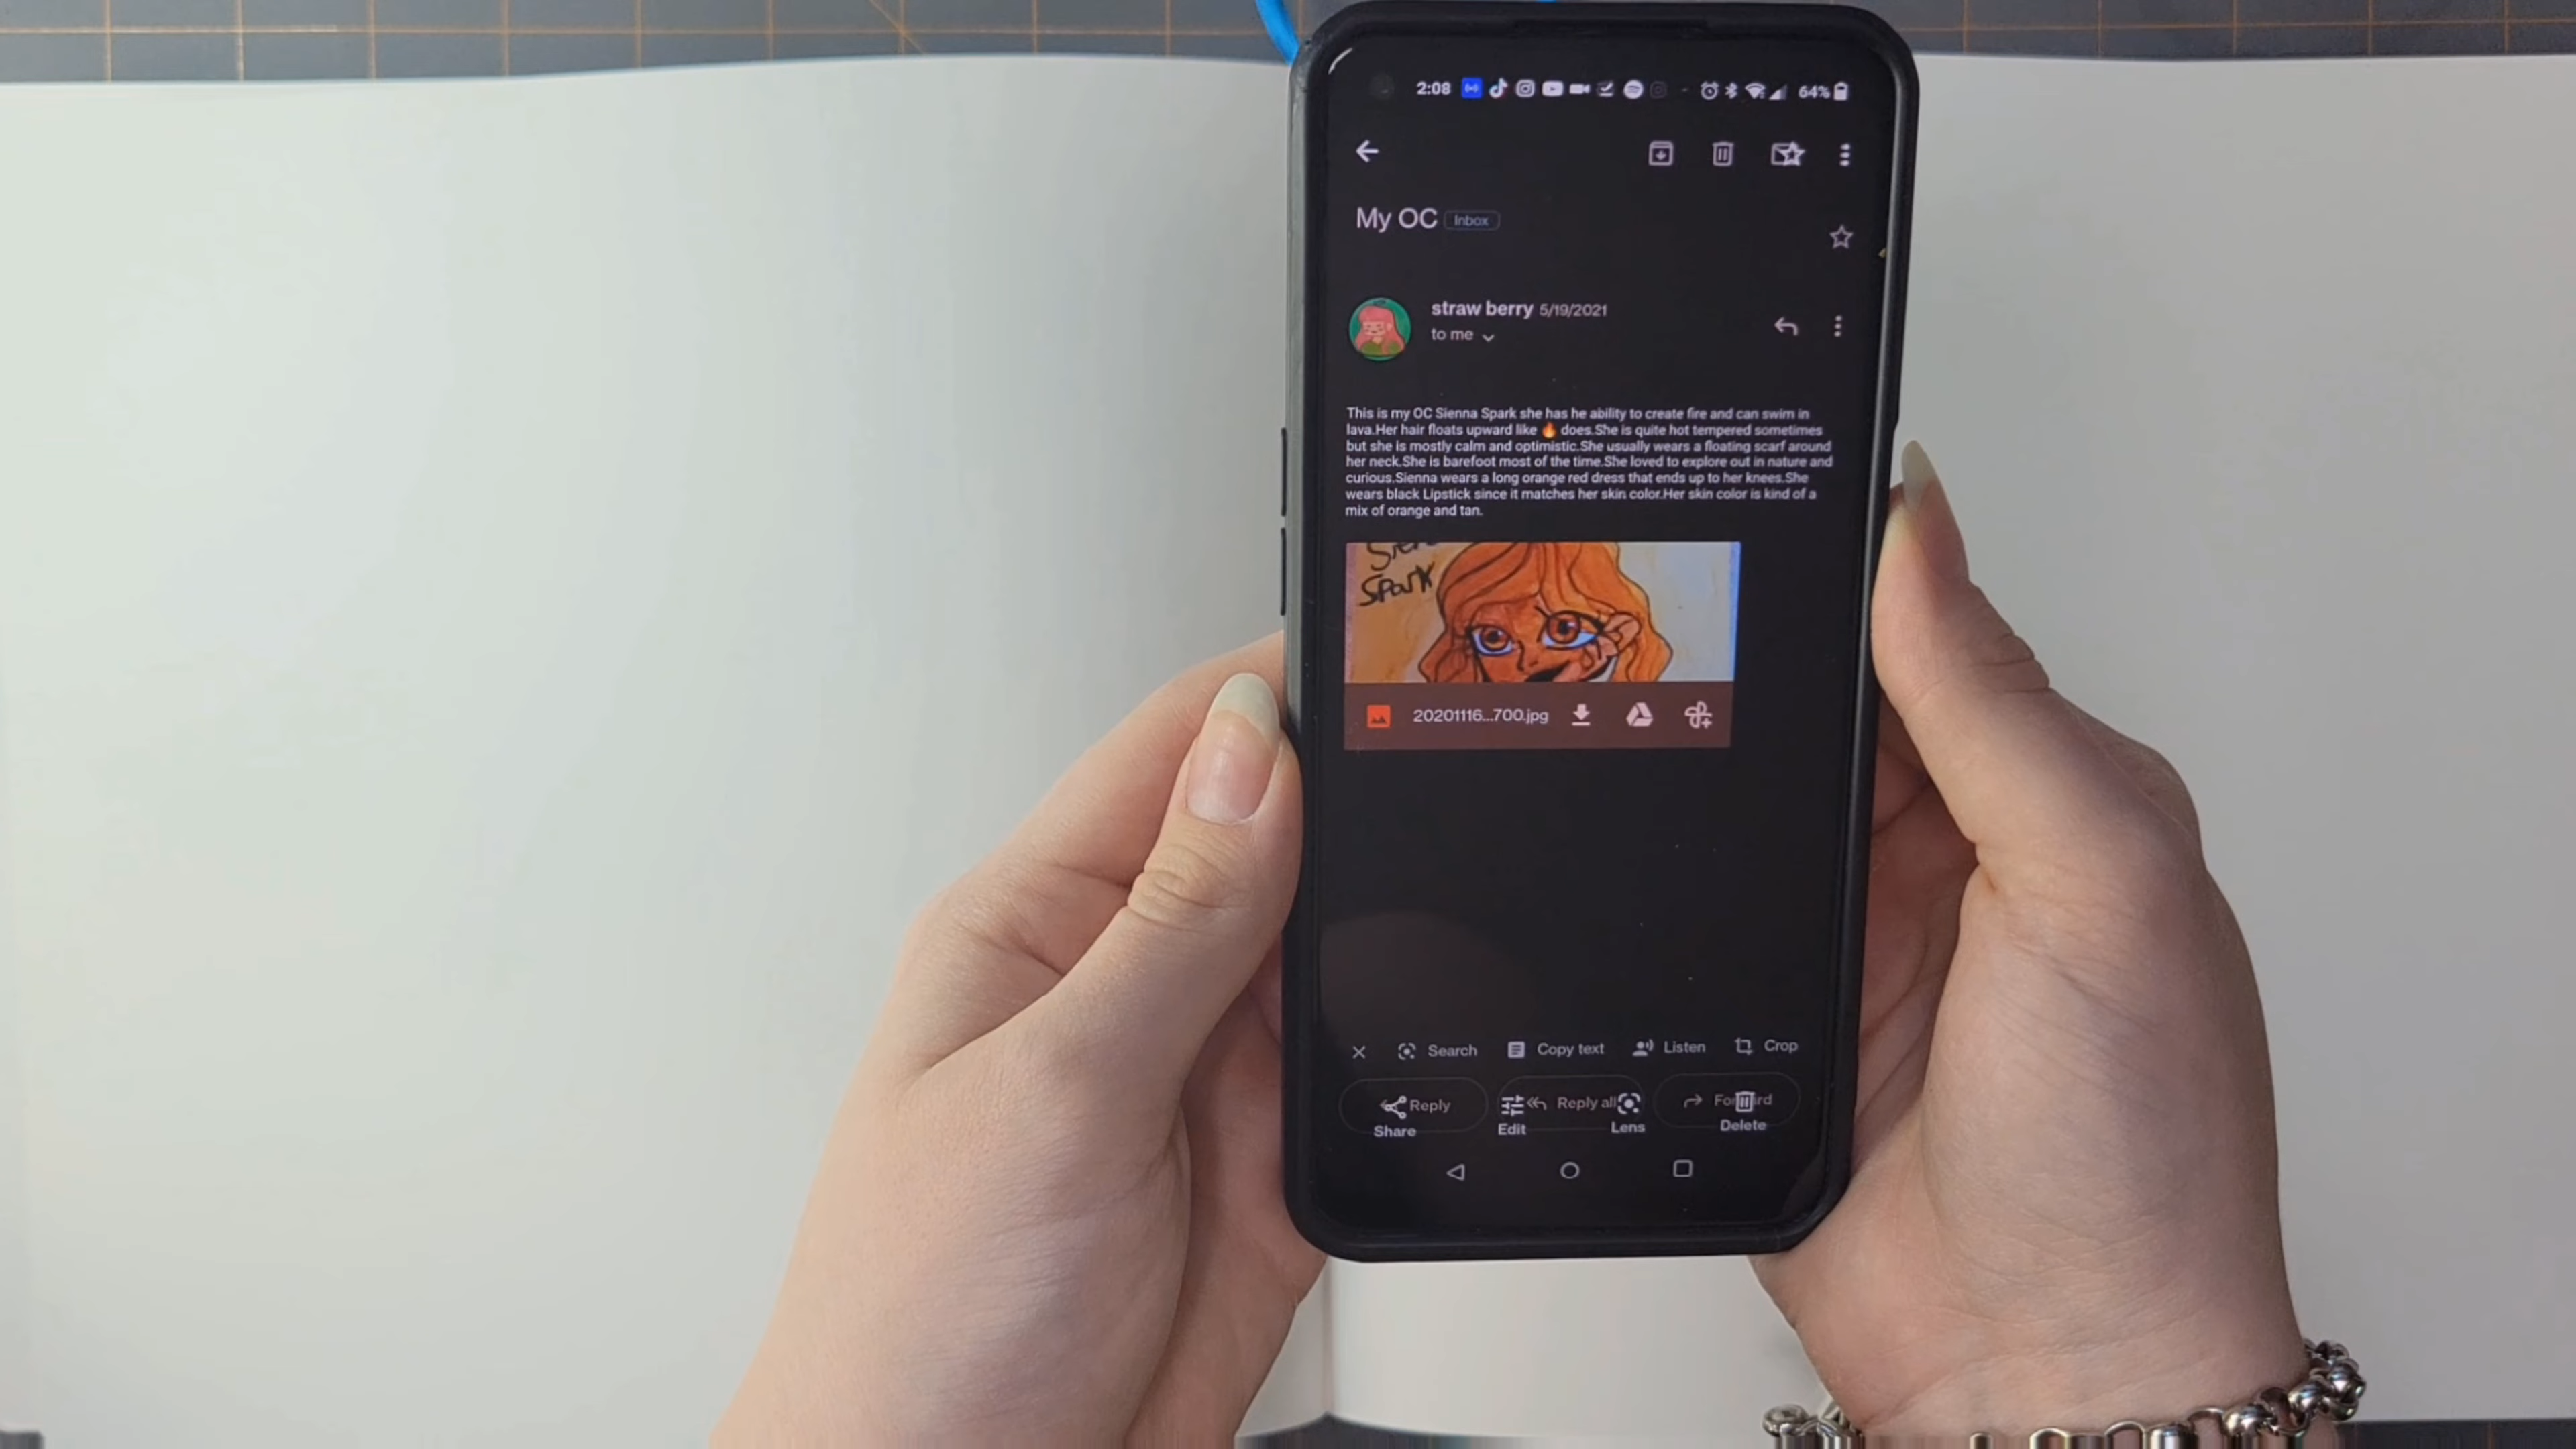 2:08 64%
My OC Inbox
straw berry 5/19/2021
to me
This is my OC Sienna Spark she has he ability to create fire and can swim in
lava.Her hair floats upward like 🔥 does.She is quite hot tempered sometimes
but she is mostly calm and optimistic.She usually wears a floating scarf around
her neck.She is barefoot most of the time.She loved to explore out in nature and
curious.Sienna wears a long orange red dress that ends up to her knees.She
wears black Lipstick since it matches her skin color.Her skin color is kind of a
mix of orange and tan.
Spark
20201116...700.jpg
Search Copy text Listen Crop
Reply Reply all
Share Edit Lens Delete